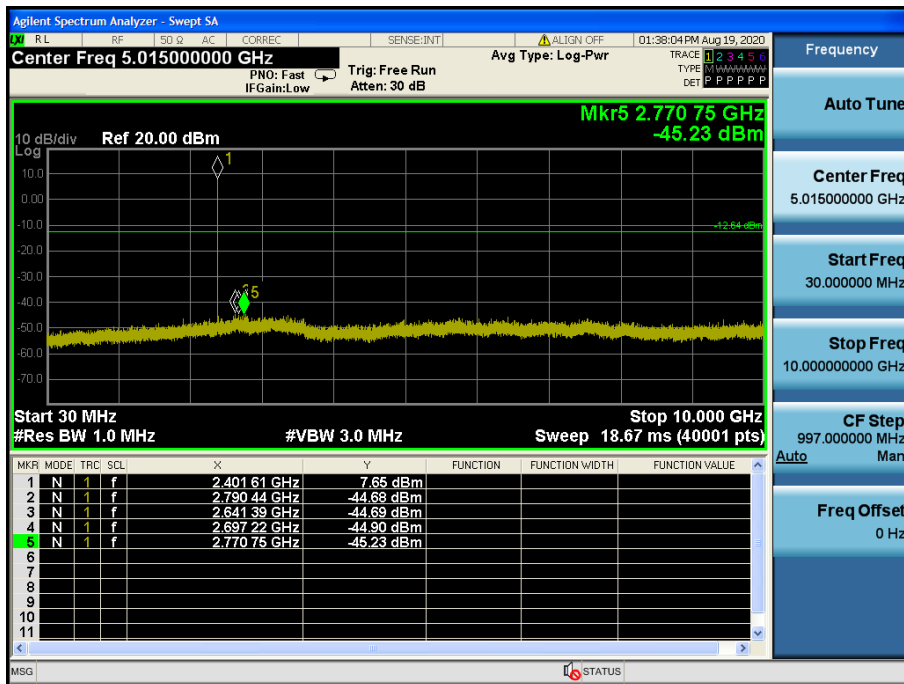 Agilent Spectrum Analyzer - Swept SA
LXI RL RF 50 Ω AC CORREC SENSE:INT ALIGN OFF 01:38:04 PM Aug 19, 2020
Center Freq 5.015000000 GHz
PNO: Fast
IFGain:Low
Trig: Free Run
Atten: 30 dB
Avg Type: Log-Pwr
TRACE 1 2 3 4 5 6
TYPE M WWWWW
DET P P P P P P
Mkr5 2.770 75 GHz
-45.23 dBm
10 dB/div Ref 20.00 dBm
Log
10.0
0.00
-10.0
-20.0
-30.0
-40.0
-50.0
-60.0
-70.0
1
5
-12.64 dBm
Start 30 MHz Stop 10.000 GHz
#Res BW 1.0 MHz #VBW 3.0 MHz Sweep 18.67 ms (40001 pts)
MKR MODE TRC SCL X Y FUNCTION FUNCTION WIDTH FUNCTION VALUE
1 N 1 f 2.401 61 GHz 7.65 dBm
2 N 1 f 2.790 44 GHz -44.68 dBm
3 N 1 f 2.641 39 GHz -44.69 dBm
4 N 1 f 2.697 22 GHz -44.90 dBm
5 N 1 f 2.770 75 GHz -45.23 dBm
6
7
8
9
10
11
MSG STATUS
Frequency
Auto Tune
Center Freq
5.015000000 GHz
Start Freq
30.000000 MHz
Stop Freq
10.000000000 GHz
CF Step
997.000000 MHz
Auto Man
Freq Offset
0 Hz